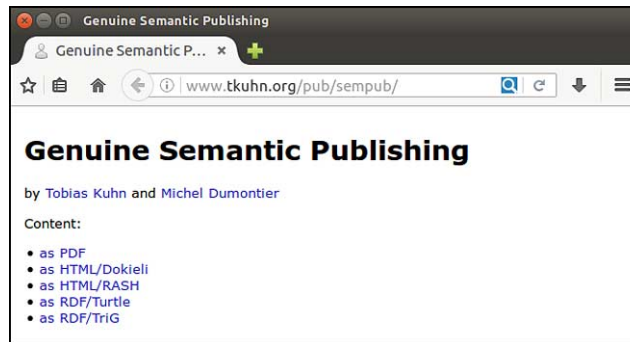 Genuine Semantic Publishing
Genuine Semantic P... ×
www.tkuhn.org/pub/sempub/
Genuine Semantic Publishing
by Tobias Kuhn and Michel Dumontier
Content:
• as PDF
• as HTML/Dokieli
• as HTML/RASH
• as RDF/Turtle
• as RDF/TriG